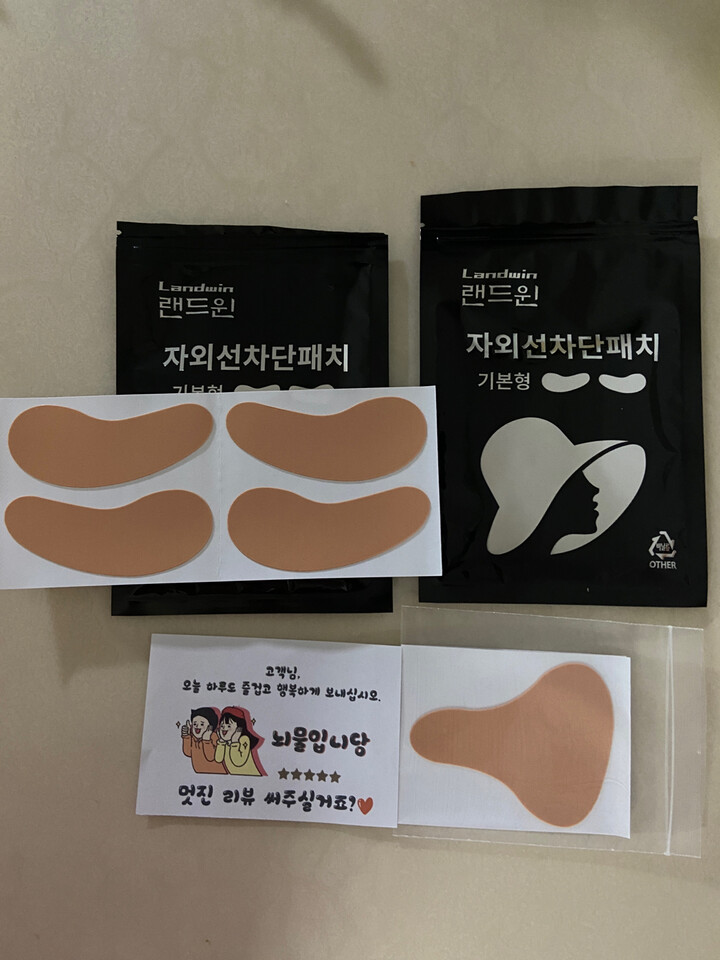 Landwin
랜드윈
자외선차단패치
기본형
Landwin
랜드윈
자외선차단패치
기본형
OTHER
고객님,
오늘 하루도 즐겁고 행복하게 보내십시오.
뇌물입니당
멋진 리뷰 써주실거죠?